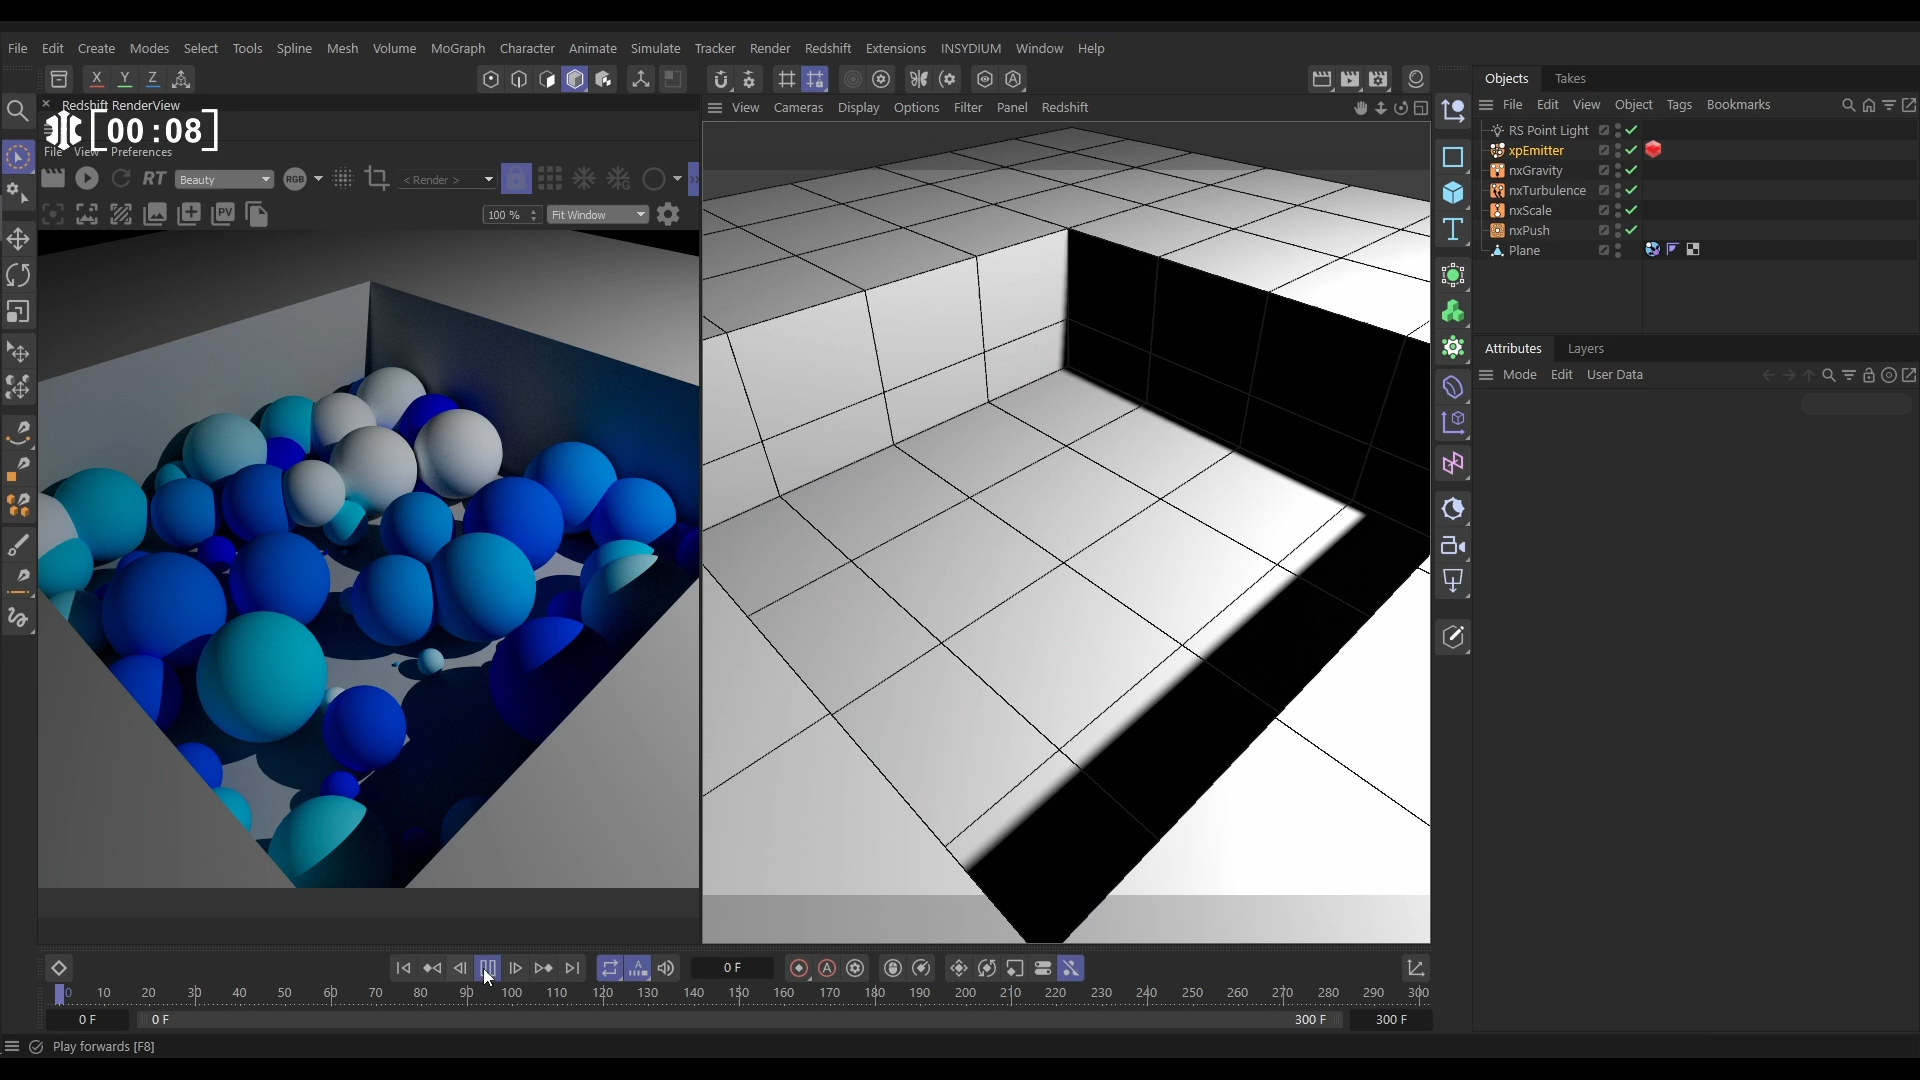 File Edit Create Modes Select Tools Spline Mesh Volume MoGraph Character Animate Simulate Tracker Render Redshift Extensions INSYDIUM Window Help
X Y Z
Objects Takes
Redshift RenderView
View Cameras Display Options Filter Panel Redshift
File Edit View Object Tags Bookmarks
[00:08]
File View Preferences
RS Point Light
xpEmitter
nxGravity
nxTurbulence
nxScale
nxPush
Plane
RT Beauty RGB < Render >
PV 100 % Fit Window
Attributes Layers
Mode Edit User Data
0 F
0 10 20 30 40 50 60 70 80 90 100 110 120 130 140 150 160 170 180 190 200 210 220 230 240 250 260 270 280 290 300
0 F 0 F 300 F 300 F
Play forwards [F8]